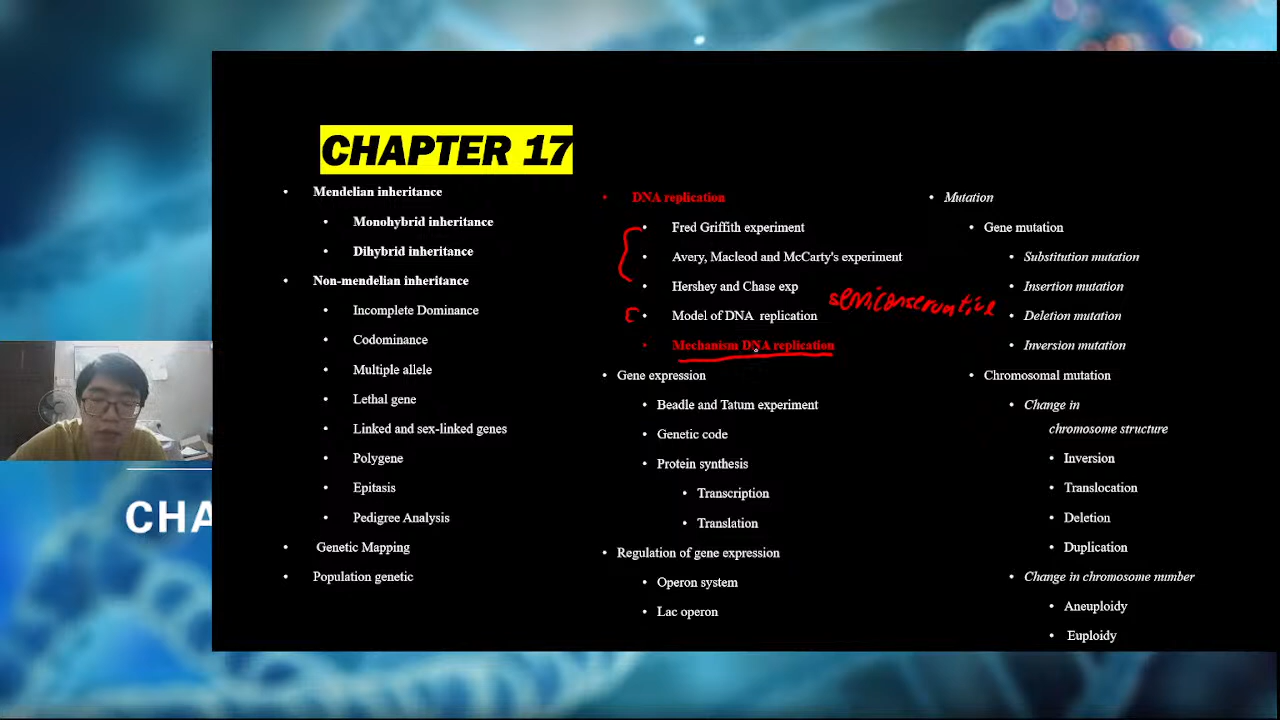 CHAPTER 17
• Mendelian inheritance
• Monohybrid inheritance
• Dihybrid inheritance
• Non-mendelian inheritance
• Incomplete Dominance
• Codominance
• Multiple allele
• Lethal gene
• Linked and sex-linked genes
• Polygene
• Epitasis
• Pedigree Analysis
• Genetic Mapping
• Population genetic
• DNA replication
• Fred Griffith experiment
• Avery, Macleod and McCarty's experiment
• Hershey and Chase exp
semiconservative
• Model of DNA replication
• Mechanism DNA replication
• Gene expression
• Beadle and Tatum experiment
• Genetic code
• Protein synthesis
• Transcription
• Translation
• Regulation of gene expression
• Operon system
• Lac operon
• Mutation
• Gene mutation
• Substitution mutation
• Insertion mutation
• Deletion mutation
• Inversion mutation
• Chromosomal mutation
• Change in
chromosome structure
• Inversion
• Translocation
• Deletion
• Duplication
• Change in chromosome number
• Aneuploidy
• Euploidy
CHA